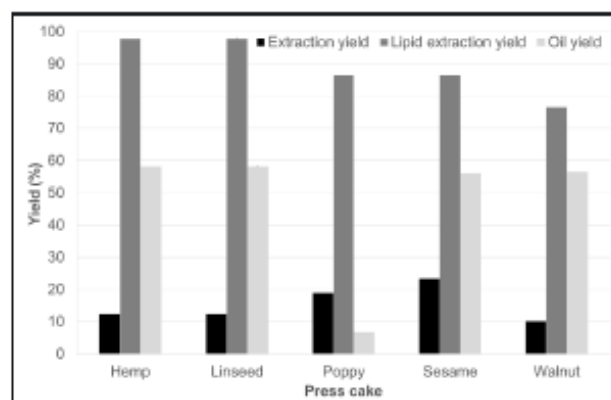 100
Extraction yield Lipid extraction yield Oil yield
90
80
70
60
50
40
30
20
10
0
Yield (%)
Hemp Linseed Poppy Sesame Walnut
Press cake